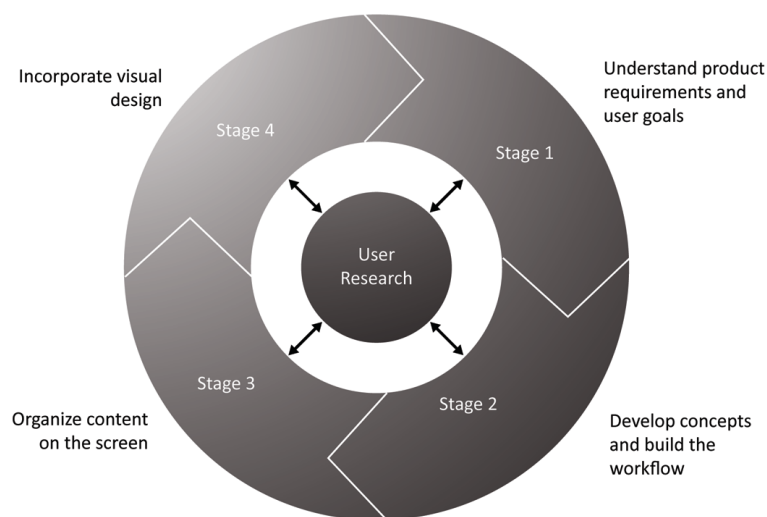 Understand product
requirements and
user goals
Stage 1
Develop concepts
and build the
workflow
Stage 2
Organize content
on the screen
Stage 3
Incorporate visual
design
Stage 4
User
Research